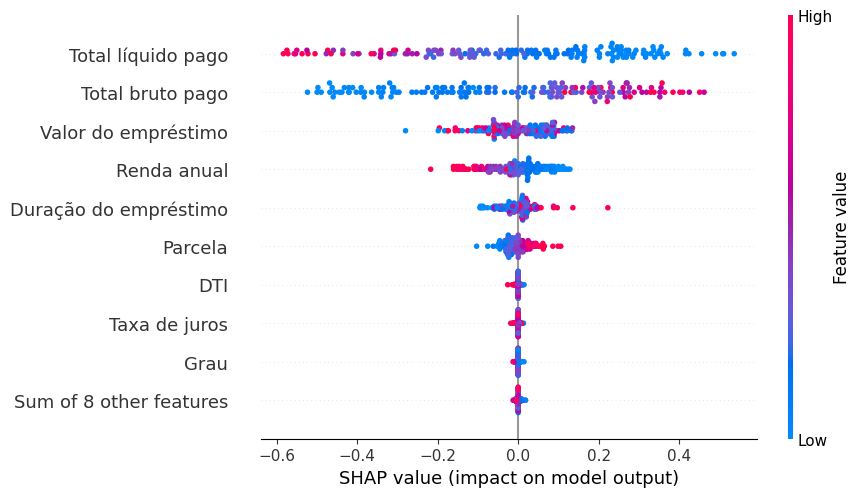 High
Total líquido pago
Total bruto pago
Valor do empréstimo
Renda anual
Duração do empréstimo
Parcela
DTI
Taxa de juros
Grau
Sum of 8 other features
Feature value
Low
−0.6 −0.4 −0.2 0.0 0.2 0.4
SHAP value (impact on model output)